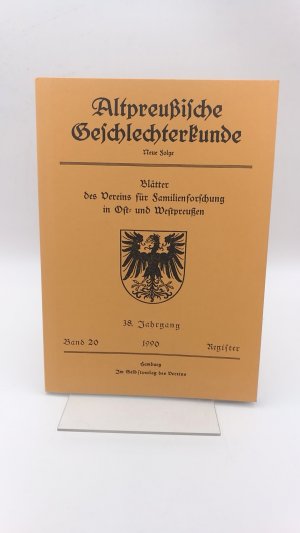 Altpreußische
Geschlechterkunde
Neue Folge
Blätter
des Vereins für Familienforschung
in Ost- und Westpreußen
38. Jahrgang
Band 20 1990 Register
Hamburg
Im Selbstverlag des Vereins